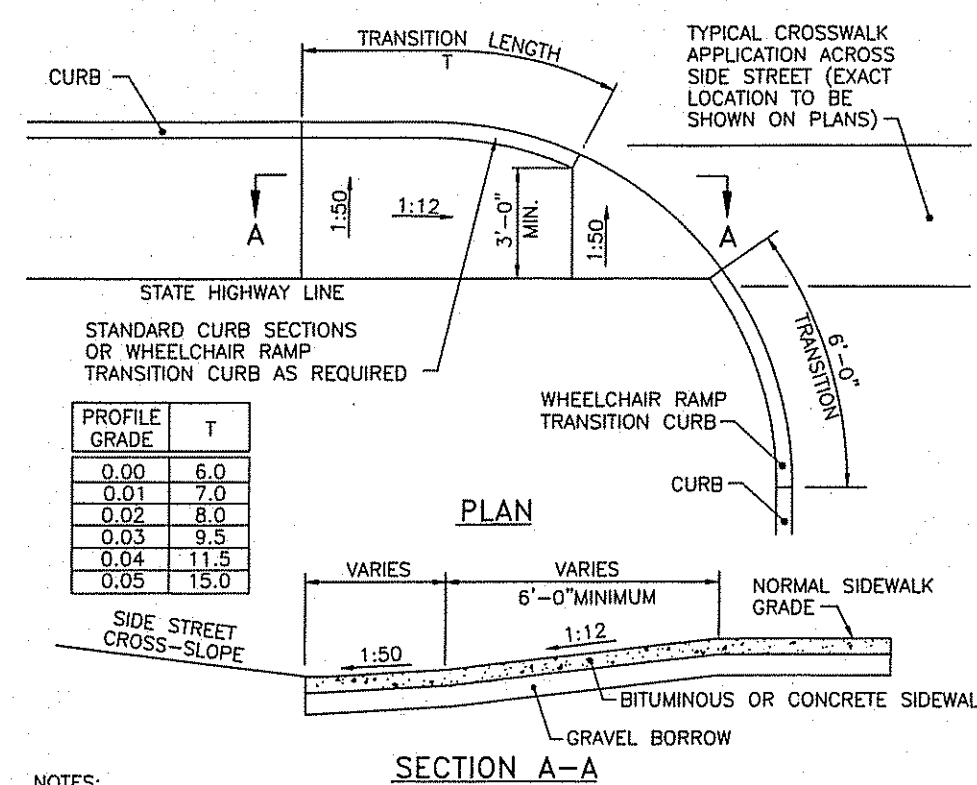 TRANSITION LENGTH
T
CURB
TYPICAL CROSSWALK
APPLICATION ACROSS
SIDE STREET (EXACT
LOCATION TO BE
SHOWN ON PLANS)
A
1:50
1:12
3'-0"
MIN.
1:50
A
STATE HIGHWAY LINE
STANDARD CURB SECTIONS
OR WHEELCHAIR RAMP
TRANSITION CURB AS REQUIRED
6'-0"
TRANSITION
WHEELCHAIR RAMP
TRANSITION CURB
CURB
PROFILE GRADE T
0.00 6.0
0.01 7.0
0.02 8.0
0.03 9.5
0.04 11.5
0.05 15.0
PLAN
VARIES
VARIES
6'-0"MINIMUM
NORMAL SIDEWALK
GRADE
SIDE STREET
CROSS-SLOPE
1:50
1:12
BITUMINOUS OR CONCRETE SIDEWAL
GRAVEL BORROW
SECTION A-A
NOTES: